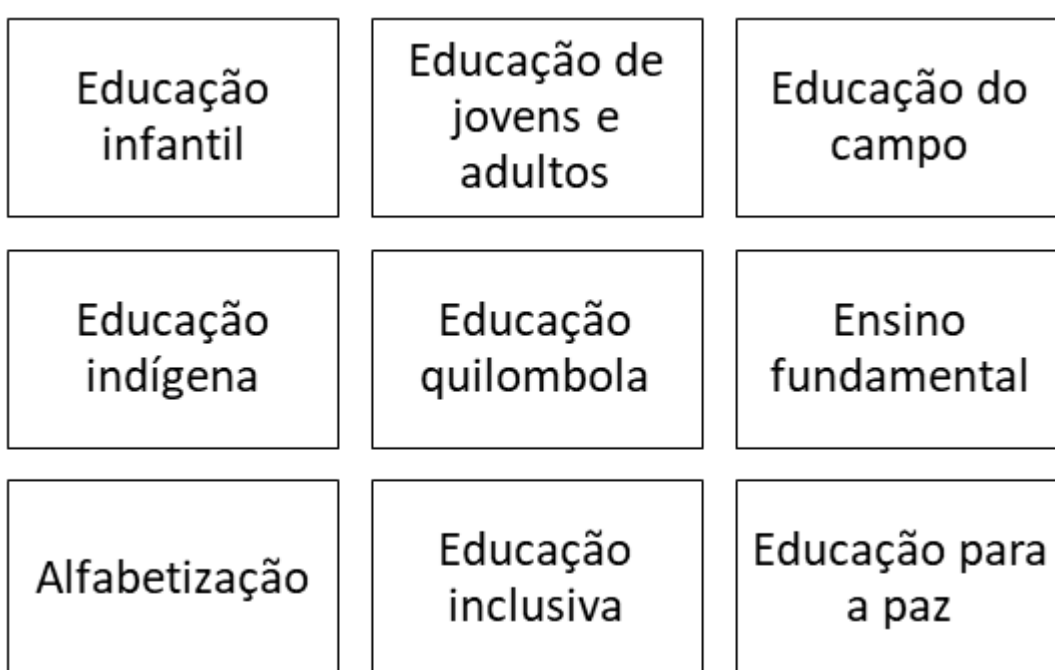 Educação
infantil
Educação de
jovens e
adultos
Educação do
campo
Educação
indígena
Educação
quilombola
Ensino
fundamental
Alfabetização
Educação
inclusiva
Educação para
a paz